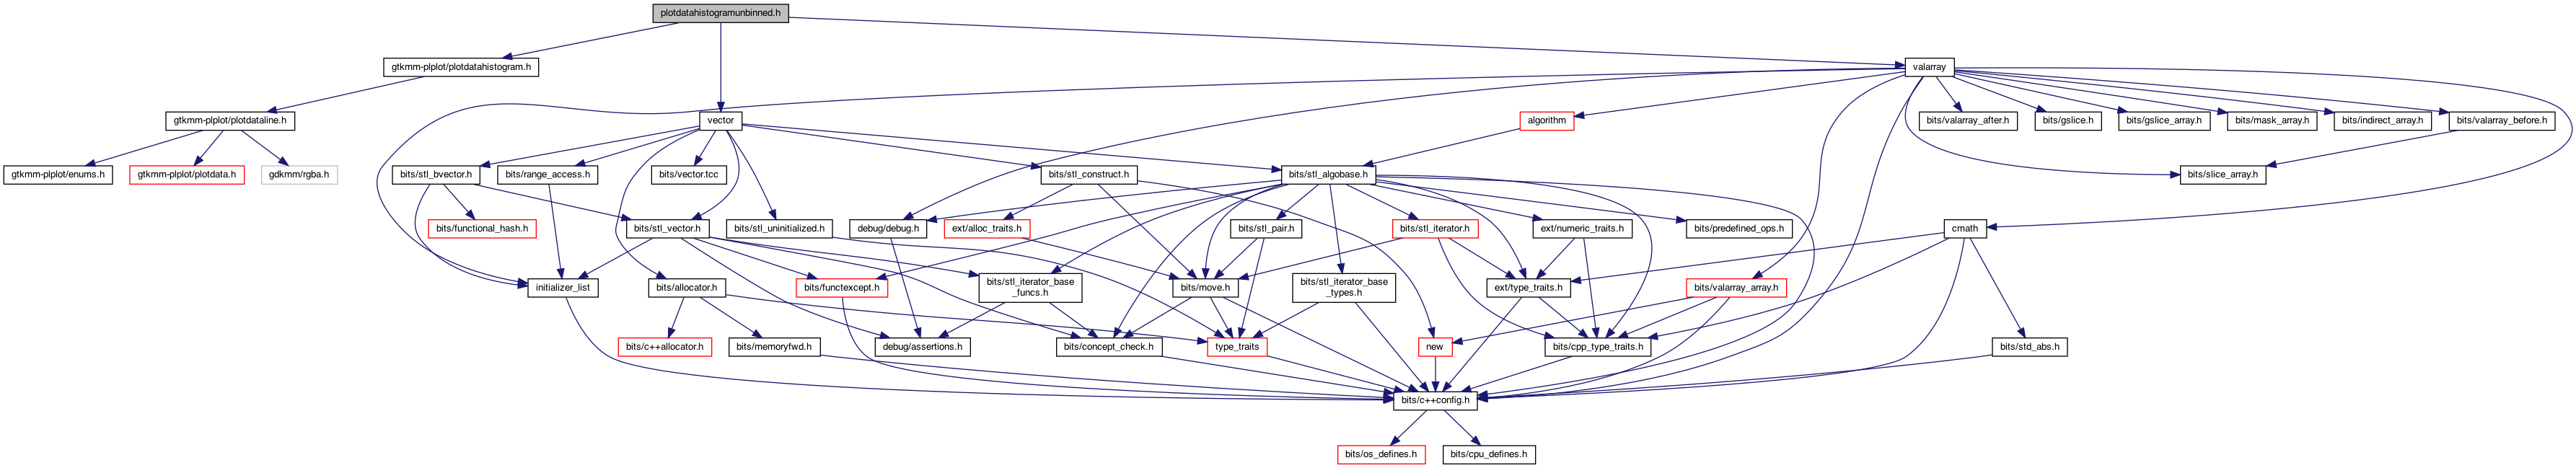 plotdatahistogramunbinned.h
gtkmm-plplot/plotdatahistogram.h
valarray
gtkmm-plplot/plotdataline.h
vector
algorithm
bits/valarray_after.h
bits/gslice.h
bits/gslice_array.h
bits/mask_array.h
bits/indirect_array.h
bits/valarray_before.h
gtkmm-plplot/enums.h
gtkmm-plplot/plotdata.h
gdkmm/rgba.h
bits/stl_bvector.h
bits/range_access.h
bits/vector.tcc
bits/stl_construct.h
bits/stl_algobase.h
bits/slice_array.h
bits/functional_hash.h
bits/stl_vector.h
bits/stl_uninitialized.h
debug/debug.h
ext/alloc_traits.h
bits/stl_pair.h
bits/stl_iterator.h
ext/numeric_traits.h
bits/predefined_ops.h
cmath
initializer_list
bits/allocator.h
bits/functexcept.h
bits/stl_iterator_base
_funcs.h
bits/move.h
bits/stl_iterator_base
_types.h
ext/type_traits.h
bits/valarray_array.h
bits/c++allocator.h
bits/memoryfwd.h
debug/assertions.h
bits/concept_check.h
type_traits
new
bits/cpp_type_traits.h
bits/std_abs.h
bits/c++config.h
bits/os_defines.h
bits/cpu_defines.h